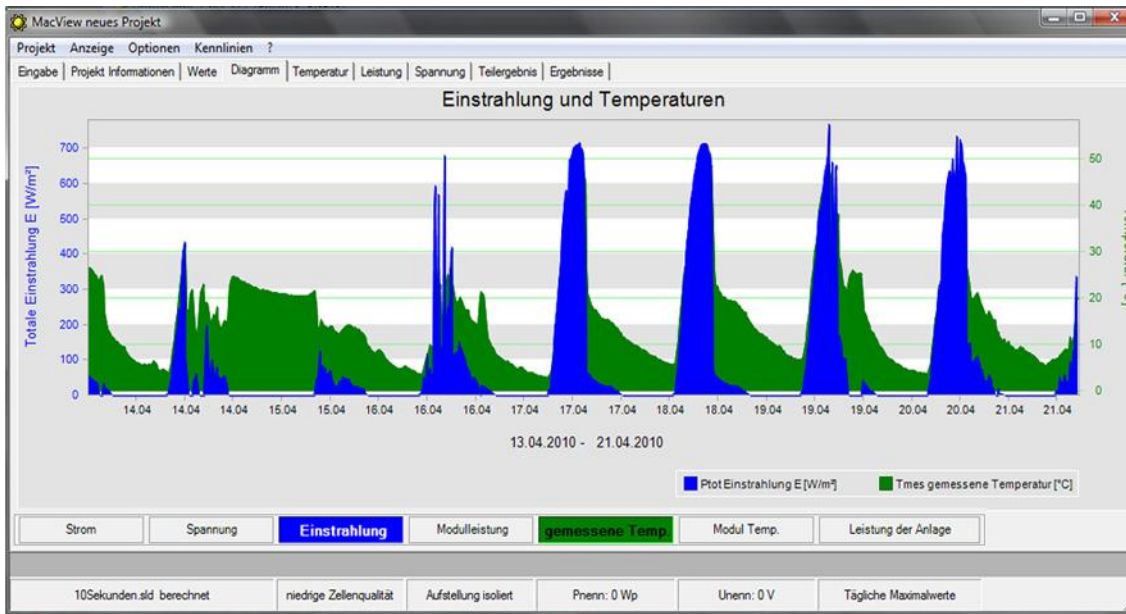 MacView neues Projekt
Projekt Anzeige Optionen Kennlinien ?
Eingabe Projekt Informationen Werte Diagramm Temperatur Leistung Spannung Teilergebnis Ergebnisse
Einstrahlung und Temperaturen
Totale Einstrahlung E [W/m²]
700
600
500
400
300
200
100
0
50
40
30
20
10
0
14.04 14.04 14.04 15.04 15.04 16.04 16.04 16.04 17.04 17.04 17.04 18.04 18.04 19.04 19.04 19.04 20.04 20.04 21.04 21.04
13.04.2010 - 21.04.2010
Ptot Einstrahlung E [W/m²] Tmes gemessene Temperatur [°C]
Strom Spannung Einstrahlung Modulleistung gemessene Temp. Modul Temp. Leistung der Anlage
10Sekunden.sld berechnet niedrige Zellenqualität Aufstellung isoliert Pnenn: 0 Wp Unenn: 0 V Tägliche Maximalwerte